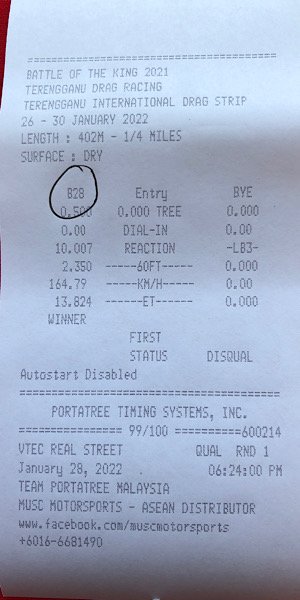 ================================
BATTLE OF THE KING 2021
TERENGGANU DRAG RACING
TERENGGANU INTERNATIONAL DRAG STRIP
26 - 30 JANUARY 2022
LENGTH : 402M - 1/4 MILES
SURFACE : DRY
================================
B2B Entry BYE
0.500 0.000 TREE 0.000
0.00 DIAL-IN 0.00
10.007 REACTION -LB3-
2.350 -----60FT----- 0.000
164.79 -----KM/H----- 0.00
13.824 ------ET------ 0.000
WINNER
FIRST
STATUS DISQUAL
Autostart Disabled
================================
PORTATREE TIMING SYSTEMS, INC.
=============== 99/100 ==========600214
VTEC REAL STREET QUAL RND 1
January 28, 2022 06:24:00 PM
TEAM PORTATREE MALAYSIA
MUSC MOTORSPORTS - ASEAN DISTRIBUTOR
www.facebook.com/muscmotorsports
+6016-6681490